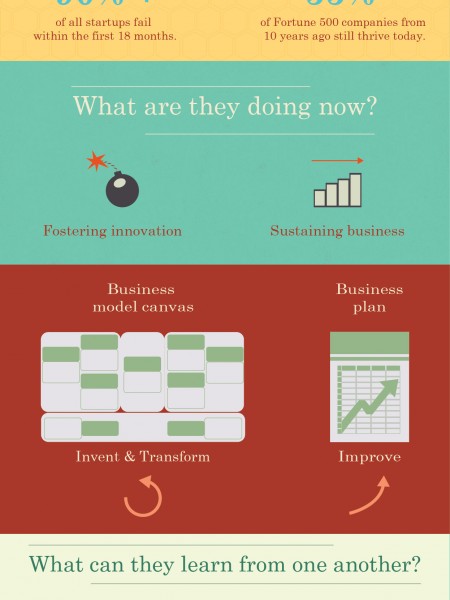 of all startups fail
within the first 18 months.
of Fortune 500 companies from
10 years ago still thrive today.
What are they doing now?
Fostering innovation
Sustaining business
Business
model canvas
Business
plan
Invent & Transform
Improve
What can they learn from one another?